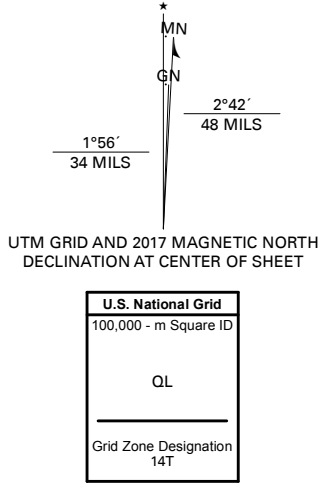 ★
MN
GN
1°56´
34 MILS
2°42´
48 MILS
UTM GRID AND 2017 MAGNETIC NORTH
DECLINATION AT CENTER OF SHEET
U.S. National Grid
100,000 - m Square ID
QL
Grid Zone Designation
14T